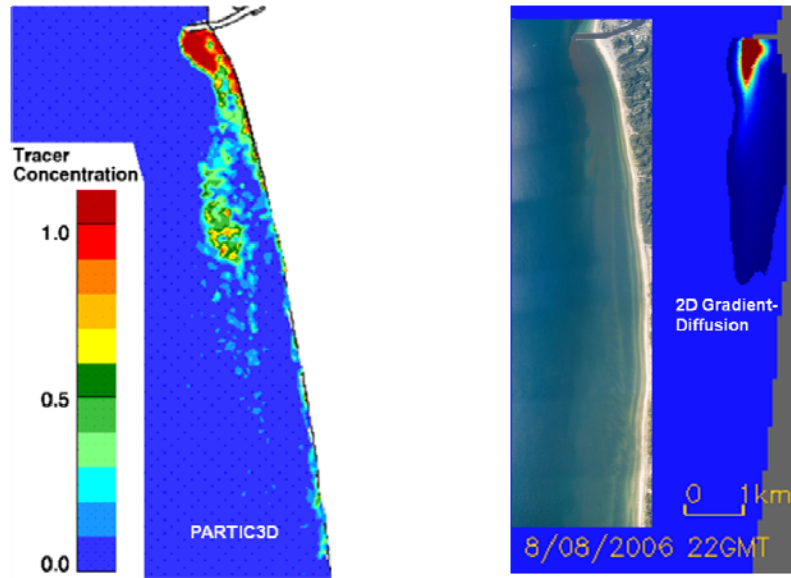 Tracer
Concentration
1.0
0.5
0.0
PARTIC3D
2D Gradient-
Diffusion
0 1km
8/08/2006 22GMT